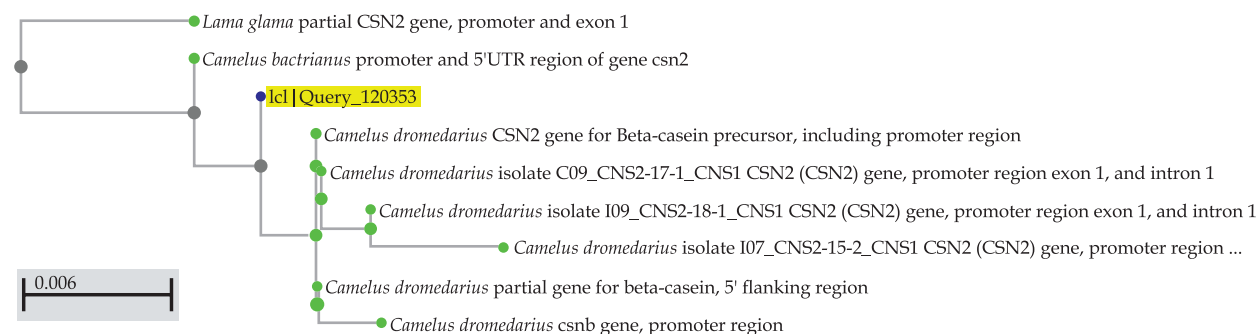 Lama glama partial CSN2 gene, promoter and exon 1
Camelus bactrianus promoter and 5'UTR region of gene csn2
lcl|Query_120353
Camelus dromedarius CSN2 gene for Beta-casein precursor, including promoter region
Camelus dromedarius isolate C09_CNS2-17-1_CNS1 CSN2 (CSN2) gene, promoter region exon 1, and intron 1
Camelus dromedarius isolate I09_CNS2-18-1_CNS1 CSN2 (CSN2) gene, promoter region exon 1, and intron 1
Camelus dromedarius isolate I07_CNS2-15-2_CNS1 CSN2 (CSN2) gene, promoter region ...
0.006
Camelus dromedarius partial gene for beta-casein, 5' flanking region
Camelus dromedarius csnb gene, promoter region